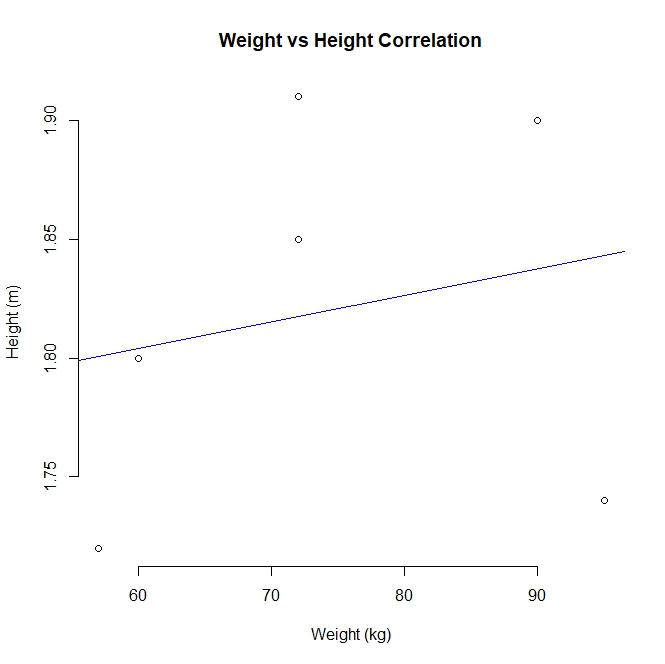 Weight vs Height Correlation
1.90
1.85
1.80
1.75
Height (m)
60 70 80 90
Weight (kg)